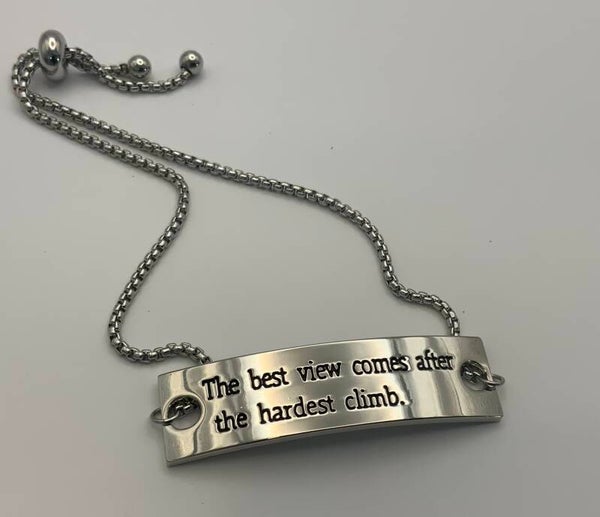 The best view comes after
the hardest climb.